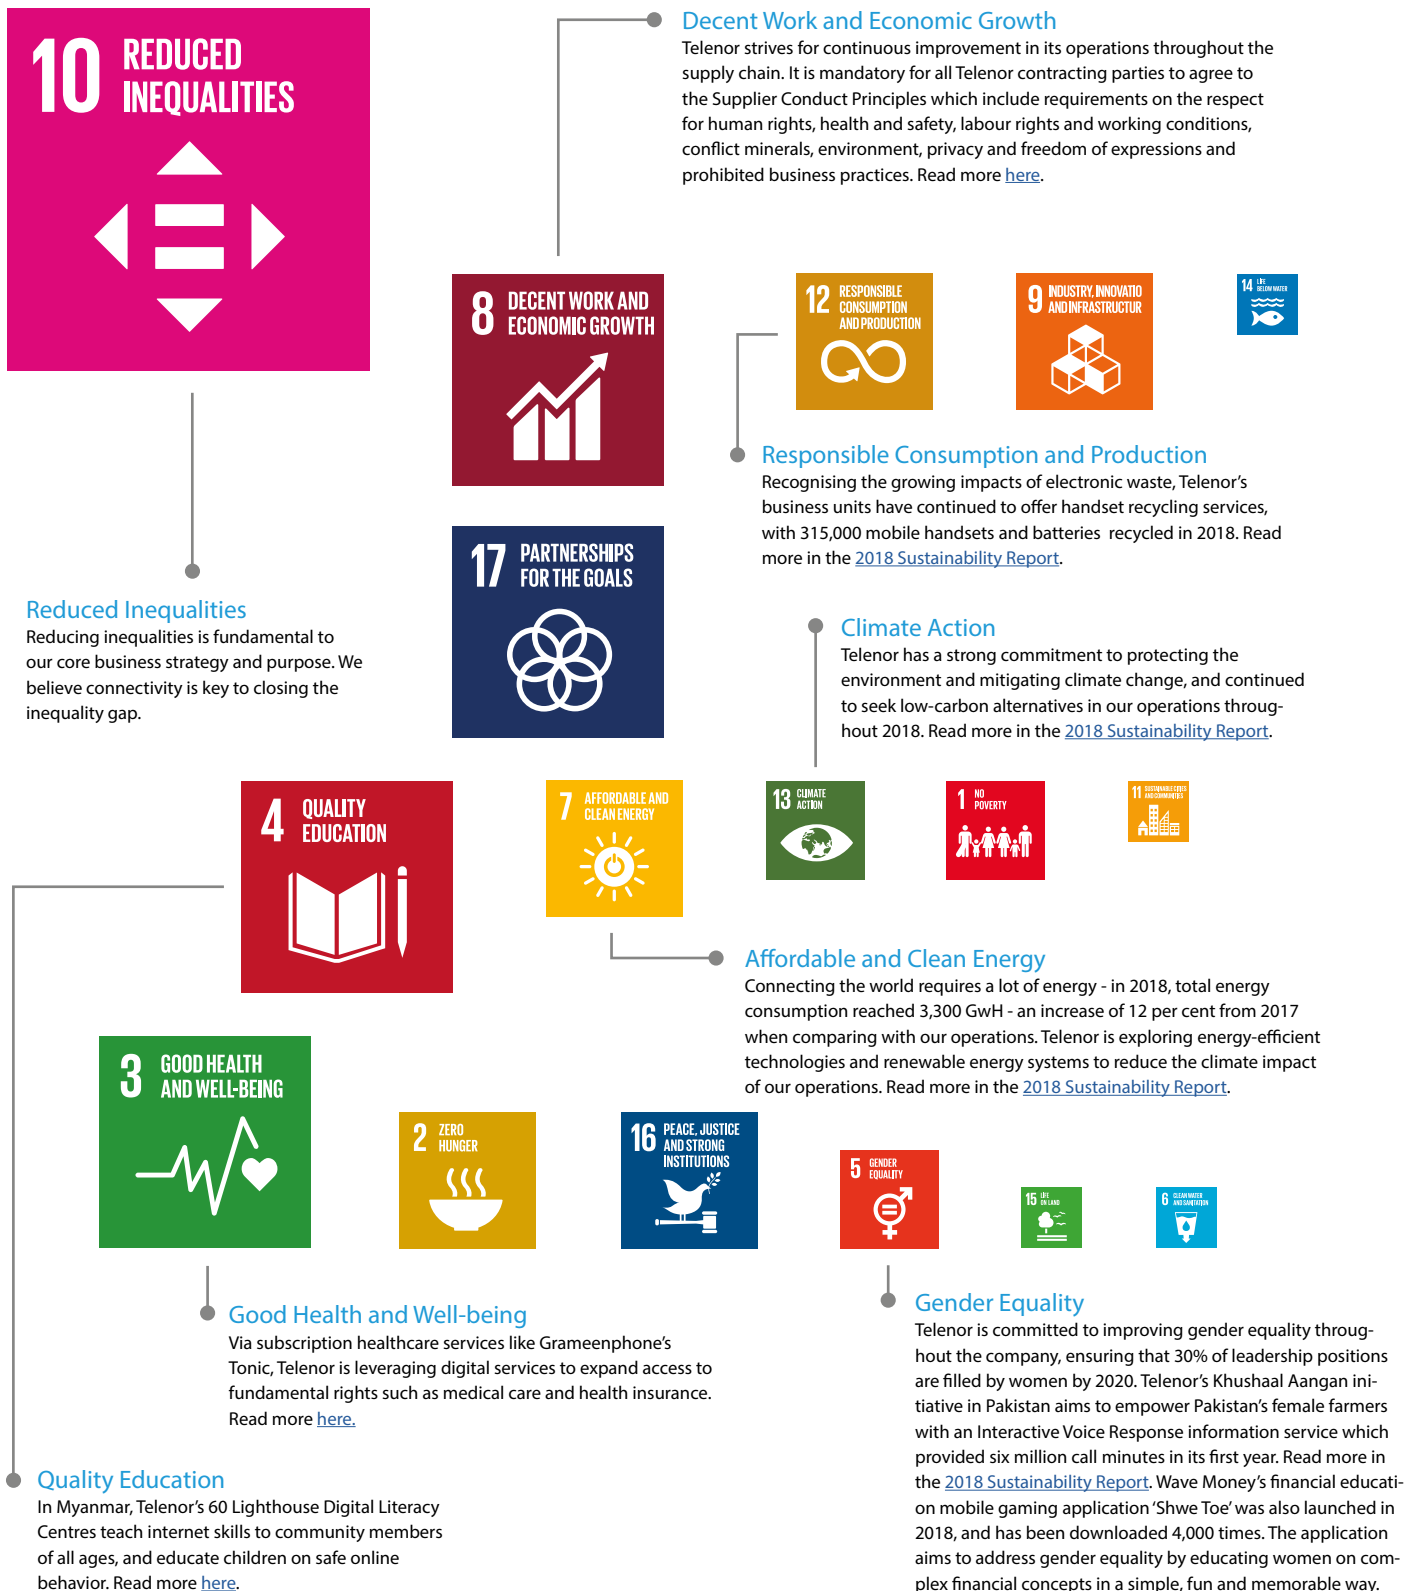 10 REDUCED
INEQUALITIES
Decent Work and Economic Growth
Telenor strives for continuous improvement in its operations throughout the
supply chain. It is mandatory for all Telenor contracting parties to agree to
the Supplier Conduct Principles which include requirements on the respect
for human rights, health and safety, labour rights and working conditions,
conflict minerals, environment, privacy and freedom of expressions and
prohibited business practices. Read more here.
8 DECENT WORK AND
ECONOMIC GROWTH
12 RESPONSIBLE
CONSUMPTION
AND PRODUCTION
9 INDUSTRY, INNOVATIO
AND INFRASTRUCTUR
14 LIFE
BELOW WATER
Responsible Consumption and Production
Recognising the growing impacts of electronic waste, Telenor's
business units have continued to offer handset recycling services,
with 315,000 mobile handsets and batteries recycled in 2018. Read
more in the 2018 Sustainability Report.
17 PARTNERSHIPS
FOR THE GOALS
Reduced Inequalities
Reducing inequalities is fundamental to
our core business strategy and purpose. We
believe connectivity is key to closing the
inequality gap.
Climate Action
Telenor has a strong commitment to protecting the
environment and mitigating climate change, and continued
to seek low-carbon alternatives in our operations throug-
hout 2018. Read more in the 2018 Sustainability Report.
4 QUALITY
EDUCATION
7 AFFORDABLE AND
CLEAN ENERGY
13 CLIMATE
ACTION
1 NO
POVERTY
11 SUSTAINABLE CITIES
AND COMMUNITIES
Affordable and Clean Energy
Connecting the world requires a lot of energy - in 2018, total energy
consumption reached 3,300 GwH - an increase of 12 per cent from 2017
when comparing with our operations. Telenor is exploring energy-efficient
technologies and renewable energy systems to reduce the climate impact
of our operations. Read more in the 2018 Sustainability Report.
3 GOOD HEALTH
AND WELL-BEING
2 ZERO
HUNGER
16 PEACE, JUSTICE
AND STRONG
INSTITUTIONS
5 GENDER
EQUALITY
15 LIFE
ON LAND
6 CLEAN WATER
AND SANITATION
Good Health and Well-being
Via subscription healthcare services like Grameenphone's
Tonic, Telenor is leveraging digital services to expand access to
fundamental rights such as medical care and health insurance.
Read more here.
Gender Equality
Telenor is committed to improving gender equality throug-
hout the company, ensuring that 30% of leadership positions
are filled by women by 2020. Telenor's Khushaal Aangan ini-
tiative in Pakistan aims to empower Pakistan's female farmers
with an Interactive Voice Response information service which
provided six million call minutes in its first year. Read more in
the 2018 Sustainability Report. Wave Money's financial educati-
on mobile gaming application ‘Shwe Toe’ was also launched in
2018, and has been downloaded 4,000 times. The application
aims to address gender equality by educating women on com-
plex financial concepts in a simple, fun and memorable way.
Quality Education
In Myanmar, Telenor's 60 Lighthouse Digital Literacy
Centres teach internet skills to community members
of all ages, and educate children on safe online
behavior. Read more here.